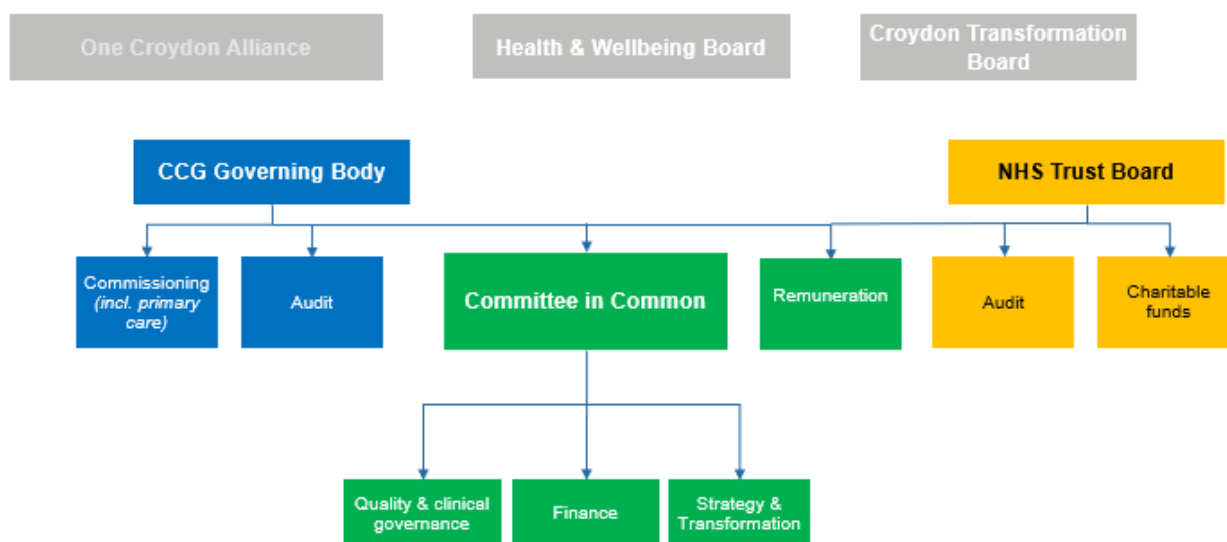 One Croydon Alliance
Health & Wellbeing Board
Croydon Transformation
Board
CCG Governing Body
NHS Trust Board
Commissioning
(incl. primary
care)
Audit
Committee in Common
Remuneration
Audit
Charitable
funds
Quality & clinical
governance
Finance
Strategy &
Transformation